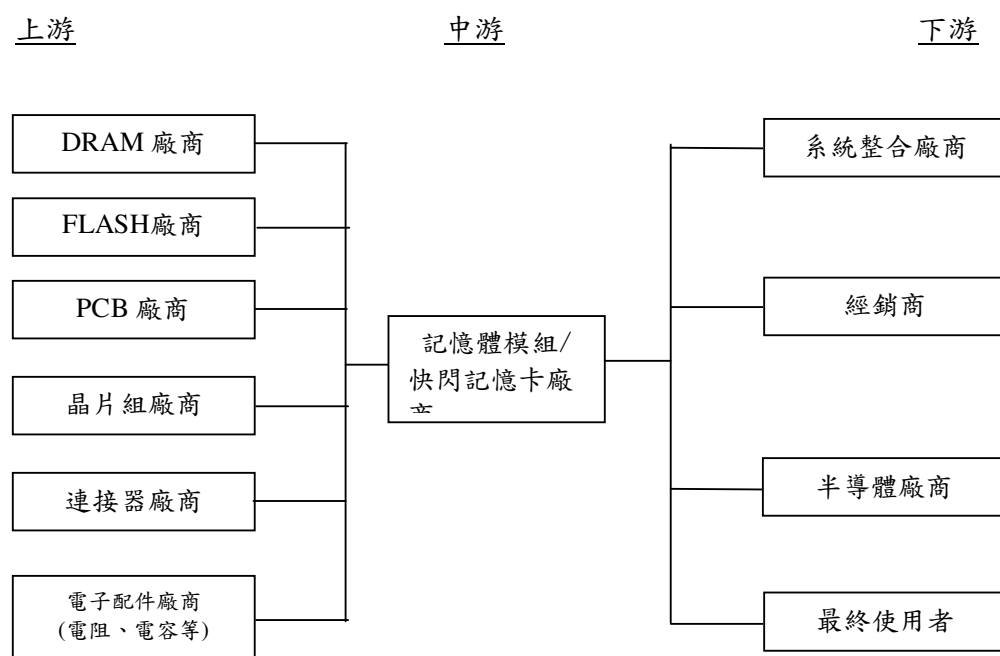 上游 中游 下游
DRAM 廠商
FLASH廠商
PCB 廠商
晶片組廠商
連接器廠商
電子配件廠商
(電阻、電容等)
記憶體模組/
快閃記憶卡廠
系統整合廠商
經銷商
半導體廠商
最終使用者